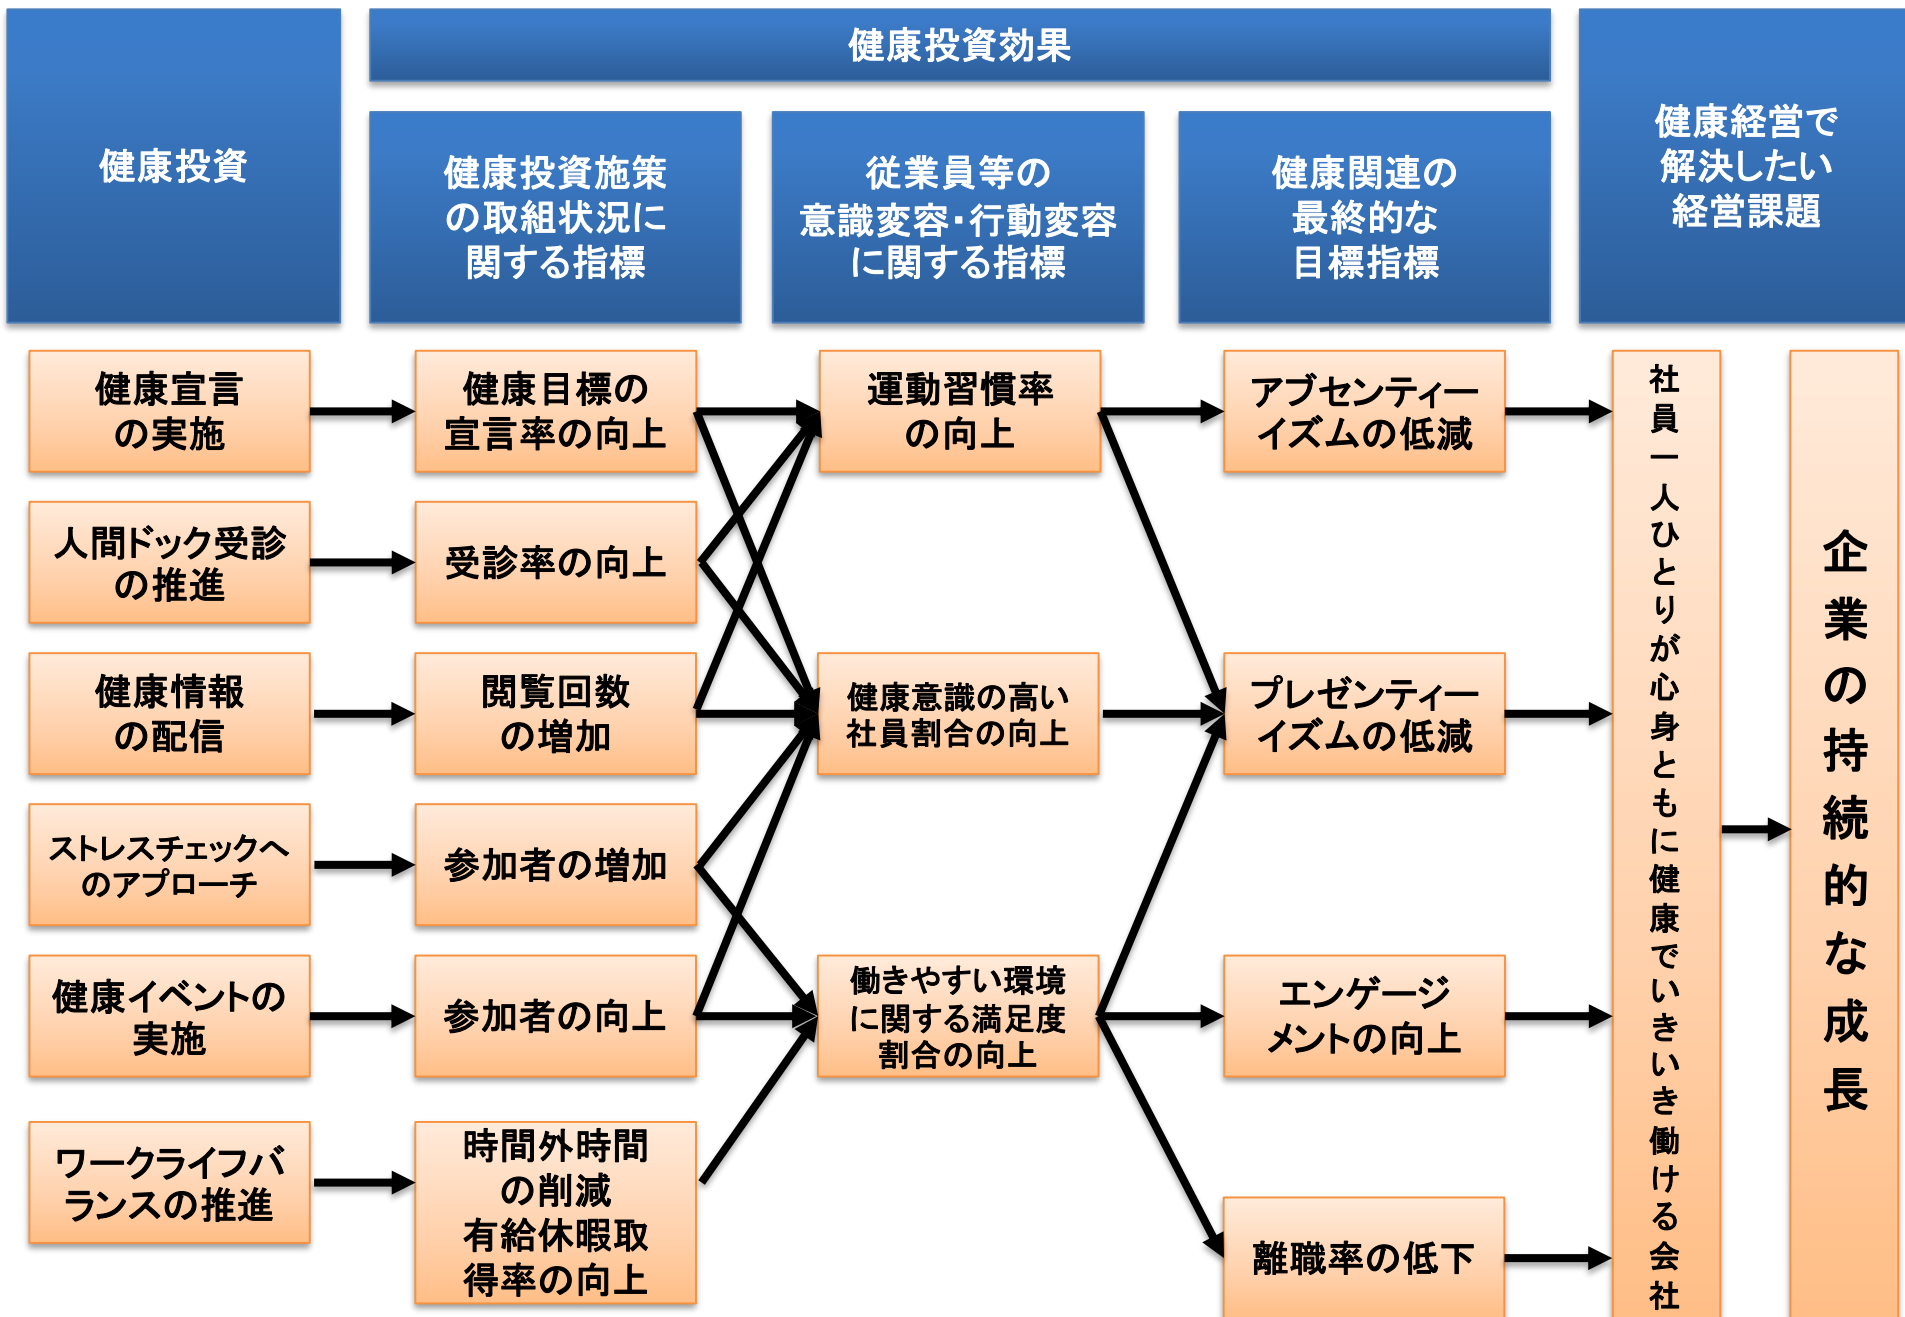 健康投資
健康投資効果
健康投資施策
の取組状況に
関する指標
従業員等の
意識変容・行動変容
に関する指標
健康関連の
最終的な
目標指標
健康経営で
解決したい
経営課題
健康宣言
の実施
健康目標の
宣言率の向上
運動習慣率
の向上
アブセンティー
イズムの低減
人間ドック受診
の推進
受診率の向上
健康情報
の配信
閲覧回数
の増加
健康意識の高い
社員割合の向上
プレゼンティー
イズムの低減
ストレスチェックへ
のアプローチ
参加者の増加
健康イベントの
実施
参加者の向上
働きやすい環境
に関する満足度
割合の向上
エンゲージ
メントの向上
ワークライフバ
ランスの推進
時間外時間
の削減
有給休暇取
得率の向上
離職率の低下
社員一人ひとりが心身ともに健康でいきいき働ける会社
企業の持続的な成長